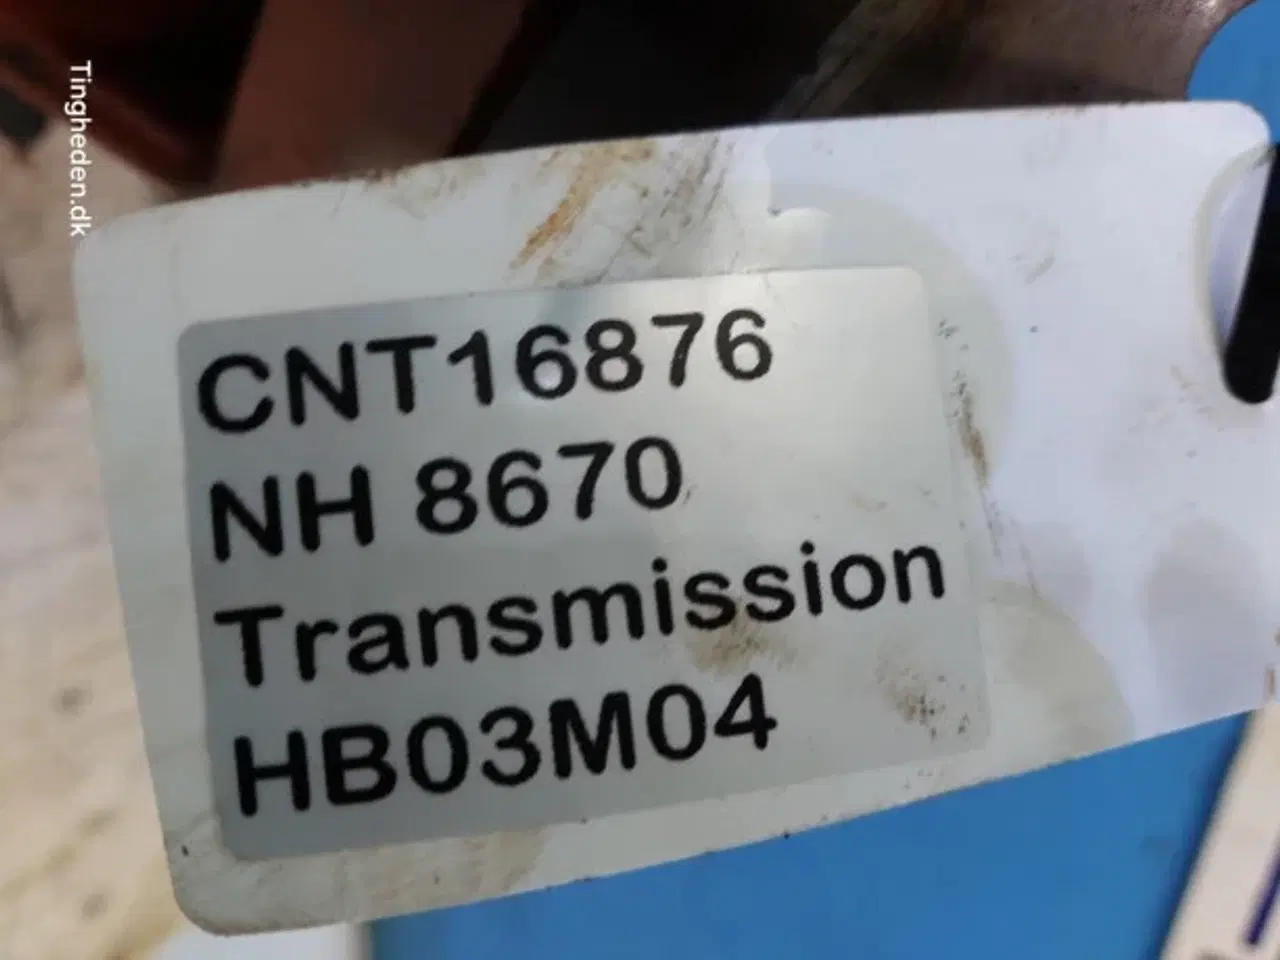 Tingheden.dk
CNT16876
NH 8670
Transmission
HB03M04